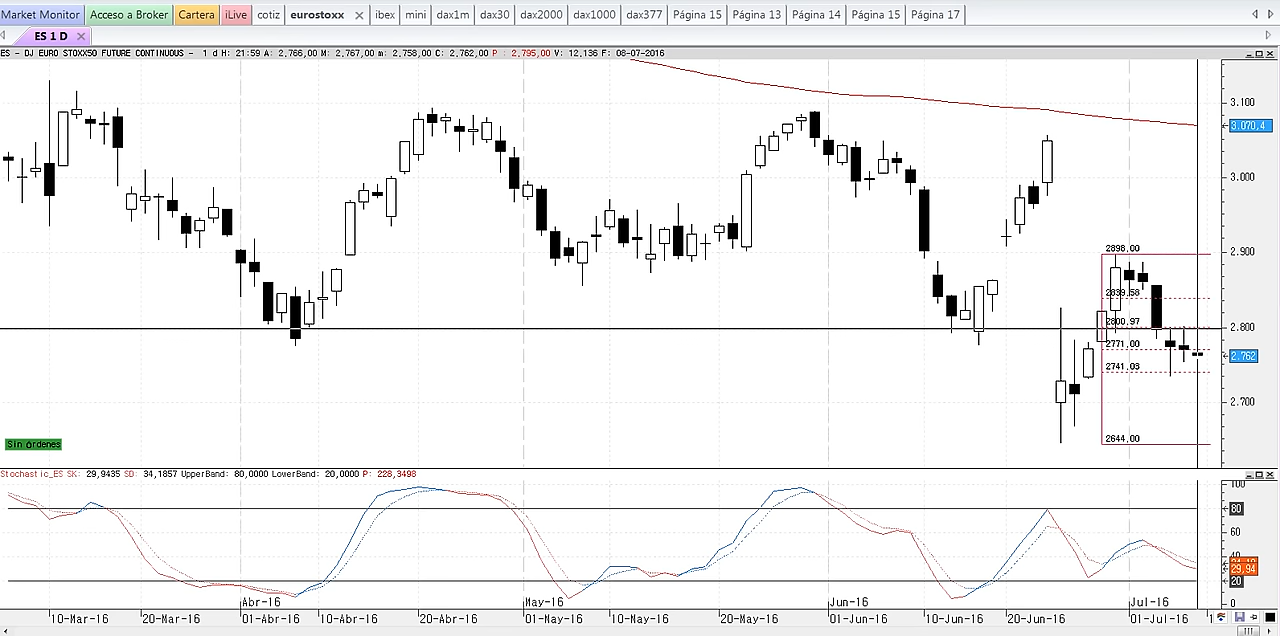 Market Monitor Acceso a Broker Cartera iLive cotiz eurostoxx ibex mini dax1m dax30 dax2000 dax1000 dax377 Página 15 Página 13 Página 14 Página 15 Página 17
ES 1 D
ES - DJ EURO STOXX50 FUTURE CONTINUOUS - 1 d H: 21:59 A: 2.766,00 M: 2.767,00 m: 2.758,00 C: 2.762,00 P : 2.795,00 V: 12.136 F: 08-07-2016
3.100
3.070,4
3.000
2898,00
2.900
2839,58
2800,97
2.800
2771,00
2.762
2741,03
2.700
2644,00
Sin órdenes
Stochastic_ES SK: 29,9435 SD: 34,1857 UpperBand: 80,0000 LowerBand: 20,0000 P: 228,3498
100
80
60
40
29,94
20
0
Abr-16 May-16 Jun-16 Jul-16
10-Mar-16 20-Mar-16 01-Abr-16 10-Abr-16 20-Abr-16 01-May-16 10-May-16 20-May-16 01-Jun-16 10-Jun-16 20-Jun-16 01-Jul-16